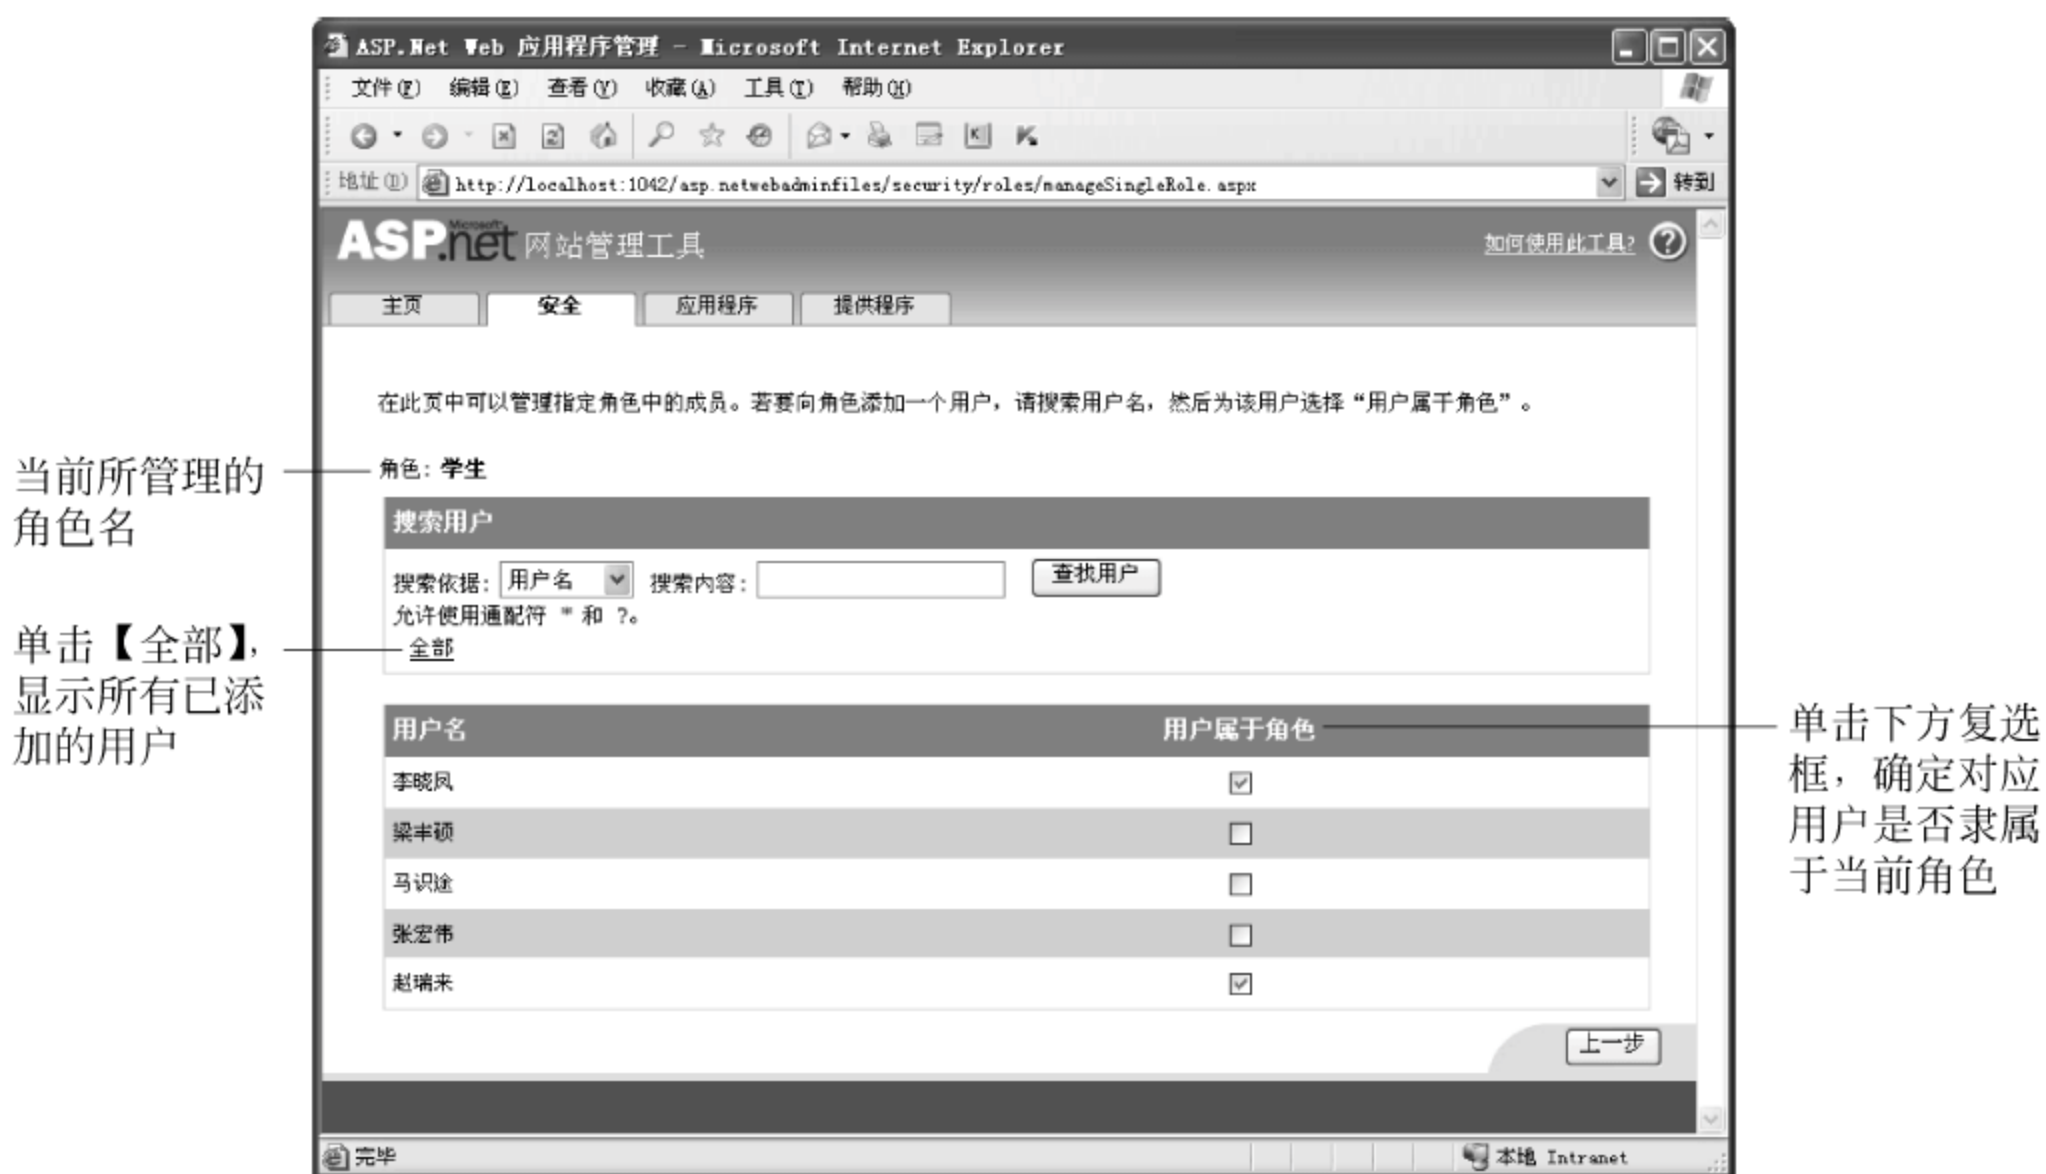 ASP.Net Web 应用程序管理 - Microsoft Internet Explorer
文件(F) 编辑(E) 查看(V) 收藏(A) 工具(T) 帮助(H)
地址(D) http://localhost:1042/asp.netwebadminfiles/security/roles/manageSingleRole.aspx 转到
Microsoft
ASP.net 网站管理工具 如何使用此工具?
主页 安全 应用程序 提供程序
在此页中可以管理指定角色中的成员。若要向角色添加一个用户，请搜索用户名，然后为该用户选择“用户属于角色”。
当前所管理的
角色名
角色: 学生
搜索用户
搜索依据: 用户名 搜索内容: 查找用户
允许使用通配符 * 和 ?。
全部
单击【全部】，
显示所有已添
加的用户
用户名 用户属于角色
单击下方复选
框，确定对应
用户是否隶属
于当前角色
李晓凤
梁丰硕
马识途
张宏伟
赵瑞来
上一步
完毕 本地 Intranet